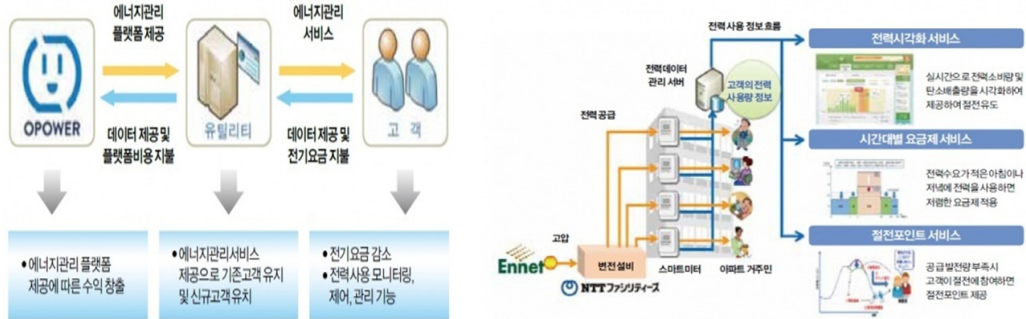 에너지관리
플랫폼 제공
에너지관리
서비스
OPOWER
유틸리티
고 객
데이터 제공 및
플랫폼비용 지불
데이터 제공 및
전기요금 지불
• 에너지관리 플랫폼
제공에 따른 수익 창출
• 에너지관리서비스
제공으로 기존고객 유지
및 신규고객 유치
• 전기요금 감소
• 전력사용 모니터링,
제어, 관리 기능
전력 사용 정보 흐름
전력데이터
관리 서버
고객의 전력
사용량 정보
전력 공급
고압
Ennet
변전설비
스마트미터
아파트 거주민
NTTファシリティーズ
전력시각화 서비스
실시간으로 전력소비량 및
탄소배출량을 시각화하여
제공하여 절전유도
시간대별 요금제 서비스
전력수요가 적은 아침이나
저녁에 전력을 사용하면
저렴한 요금제 적용
절전포인트 서비스
공급 발전량 부족시
고객이 절전에 참여하면
절전포인트 제공